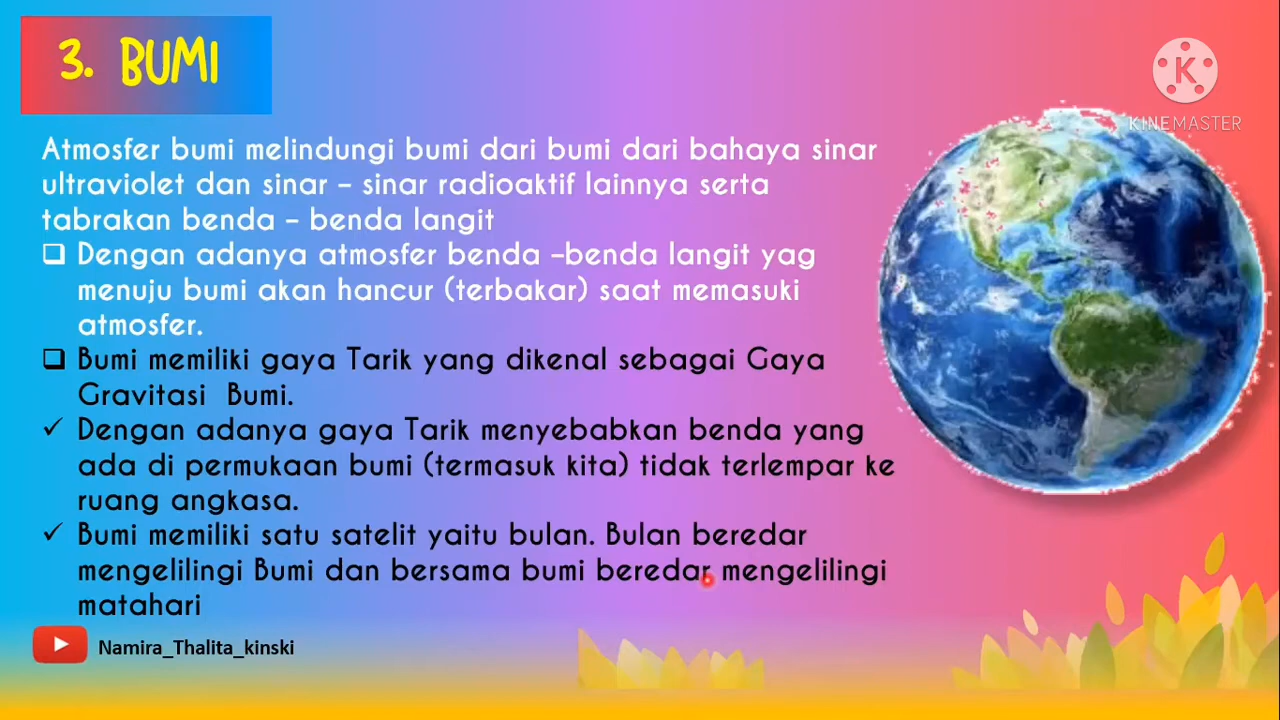 3. BUMI
K
KINEMASTER
Atmosfer bumi melindungi bumi dari bumi dari bahaya sinar
ultraviolet dan sinar – sinar radioaktif lainnya serta
tabrakan benda – benda langit
❑ Dengan adanya atmosfer benda –benda langit yag
menuju bumi akan hancur (terbakar) saat memasuki
atmosfer.
❑ Bumi memiliki gaya Tarik yang dikenal sebagai Gaya
Gravitasi Bumi.
✓ Dengan adanya gaya Tarik menyebabkan benda yang
ada di permukaan bumi (termasuk kita) tidak terlempar ke
ruang angkasa.
✓ Bumi memiliki satu satelit yaitu bulan. Bulan beredar
mengelilingi Bumi dan bersama bumi beredar mengelilingi
matahari
Namira_Thalita_kinski